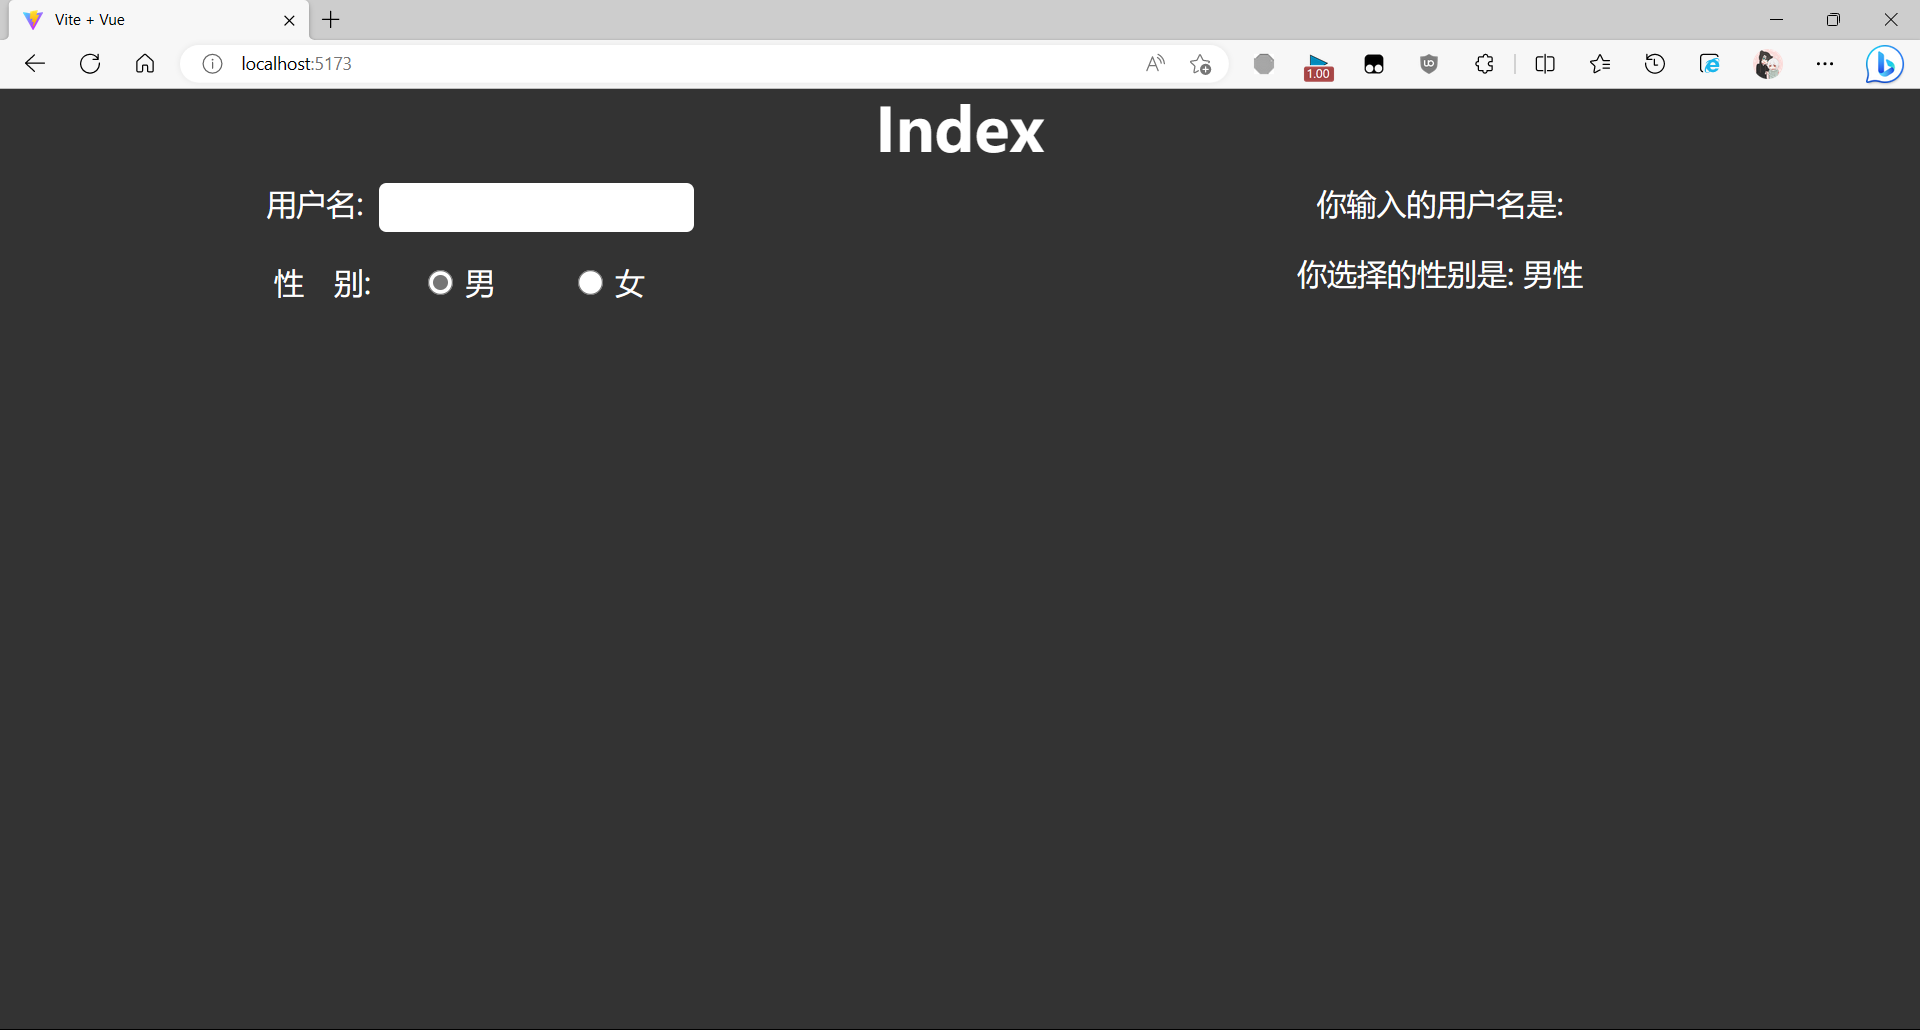 Vite + Vue
localhost:5173
1.00
Index
用户名:
你输入的用户名是:
性 别: 男 女
你选择的性别是: 男性